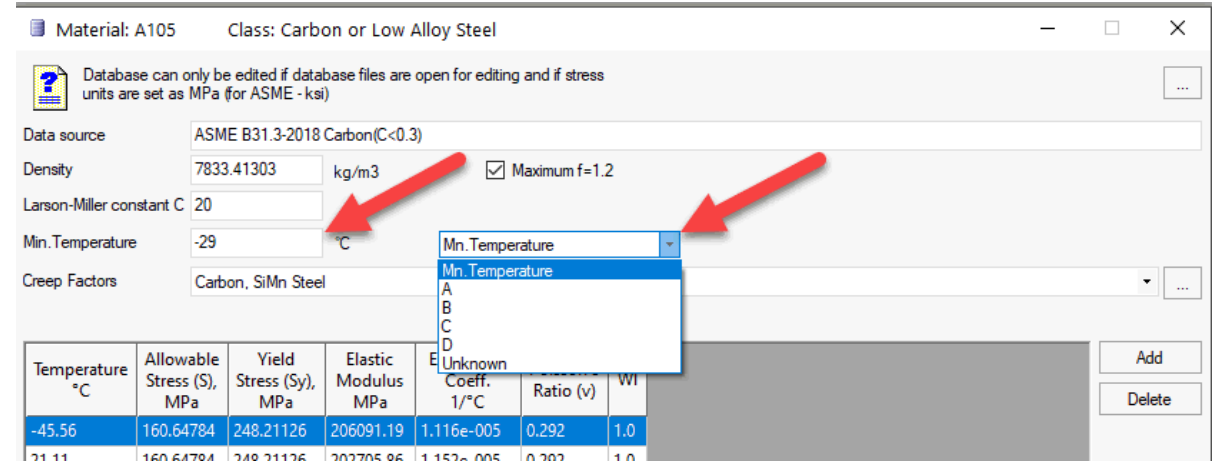 Material: A105 Class: Carbon or Low Alloy Steel
Database can only be edited if database files are open for editing and if stress
units are set as MPa (for ASME - ksi)
...
Data source ASME B31.3-2018 Carbon(C<0.3)
Density 7833.41303 kg/m3 Maximum f=1.2
Larson-Miller constant C 20
Min.Temperature -29 °C Mn.Temperature
Mn.Temperature
A
B
C
D
Unknown
Creep Factors Carbon, SiMn Steel ...
Temperature
°C
Allowable
Stress (S),
MPa
Yield
Stress (Sy),
MPa
Elastic
Modulus
MPa
Coeff.
1/°C
Ratio (v)
WI
Add
Delete
-45.56 160.64784 248.21126 206091.19 1.116e-005 0.292 1.0
21.11 160.64784 248.21126 202705.86 1.152e-005 0.292 1.0